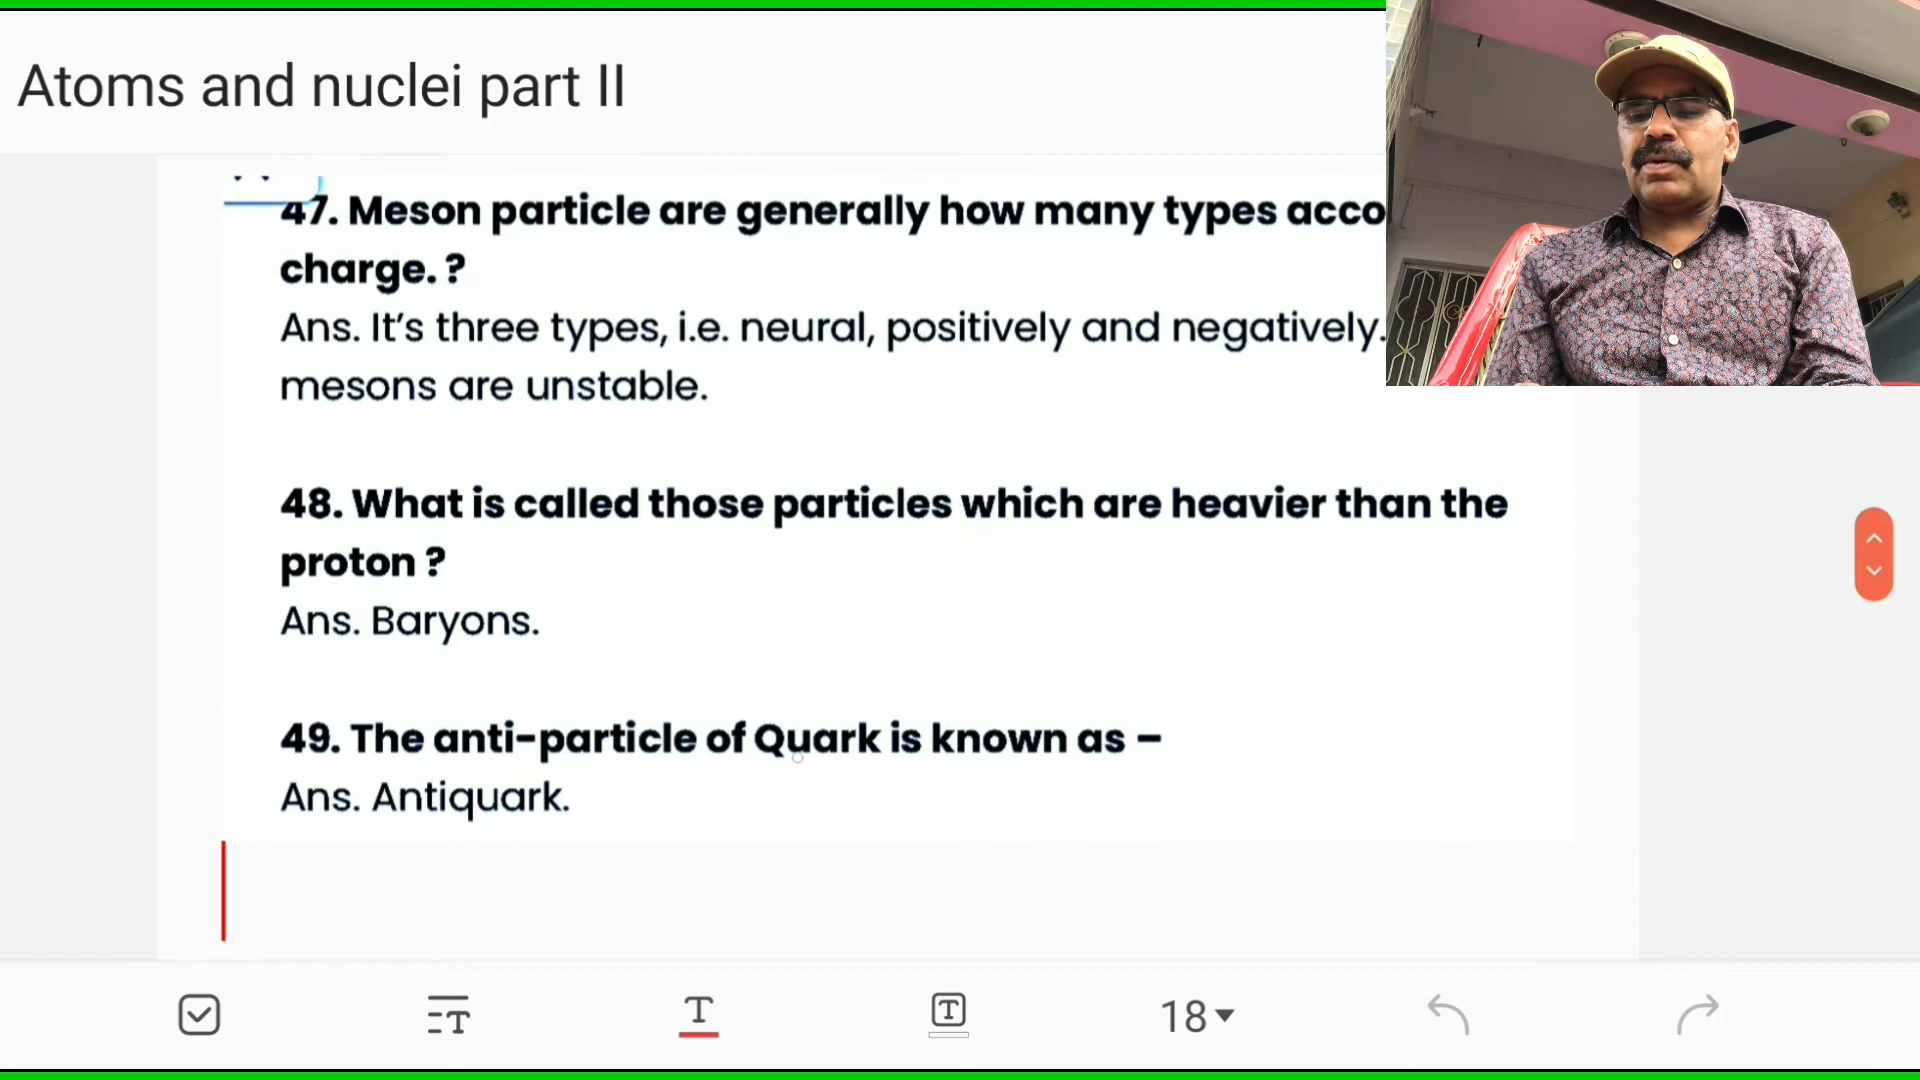 Atoms and nuclei part II
47. Meson particle are generally how many types acco
charge. ?
Ans. It's three types, i.e. neural, positively and negatively.
mesons are unstable.
48. What is called those particles which are heavier than the
proton ?
Ans. Baryons.
49. The anti-particle of Quark is known as –
Ans. Antiquark.
18